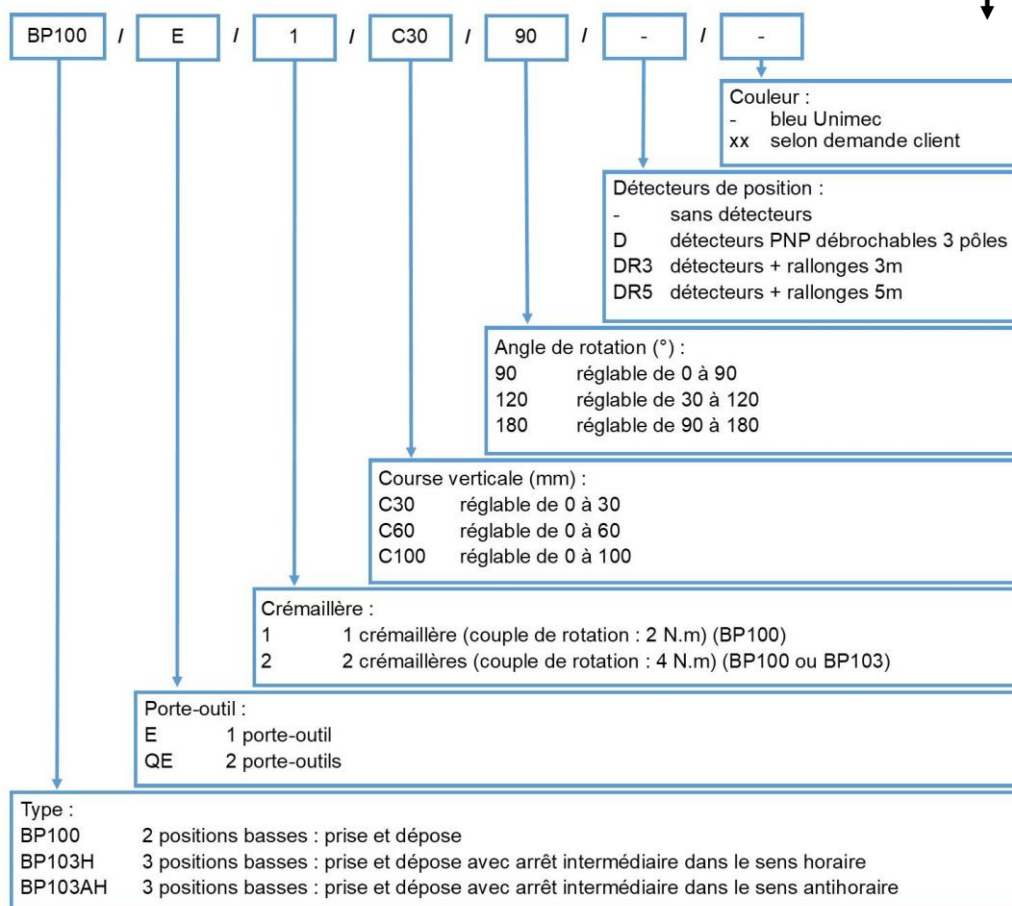 BP100 / E / 1 / C30 / 90 / - / -
Couleur :
- bleu Unimec
xx selon demande client
Détecteurs de position :
- sans détecteurs
D détecteurs PNP débrochables 3 pôles
DR3 détecteurs + rallonges 3m
DR5 détecteurs + rallonges 5m
Angle de rotation (°) :
90 réglable de 0 à 90
120 réglable de 30 à 120
180 réglable de 90 à 180
Course verticale (mm) :
C30 réglable de 0 à 30
C60 réglable de 0 à 60
C100 réglable de 0 à 100
Crémaillère :
1 1 crémaillère (couple de rotation : 2 N.m) (BP100)
2 2 crémaillères (couple de rotation : 4 N.m) (BP100 ou BP103)
Porte-outil :
E 1 porte-outil
QE 2 porte-outils
Type :
BP100 2 positions basses : prise et dépose
BP103H 3 positions basses : prise et dépose avec arrêt intermédiaire dans le sens horaire
BP103AH 3 positions basses : prise et dépose avec arrêt intermédiaire dans le sens antihoraire